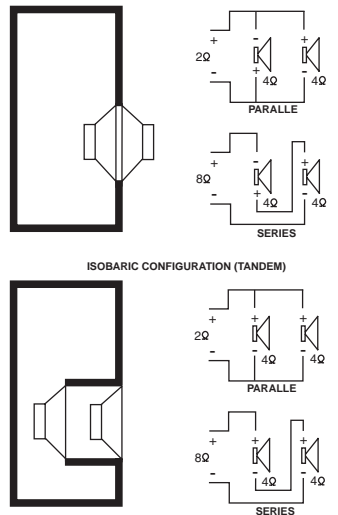 + - +
2Ω
- + -
4Ω 4Ω
PARALLE
+ - +
8Ω
- + -
4Ω 4Ω
SERIES
ISOBARIC CONFIGURATION (TANDEM)
+ + +
2Ω
- - -
4Ω 4Ω
PARALLE
+ + +
8Ω
- - -
4Ω 4Ω
SERIES